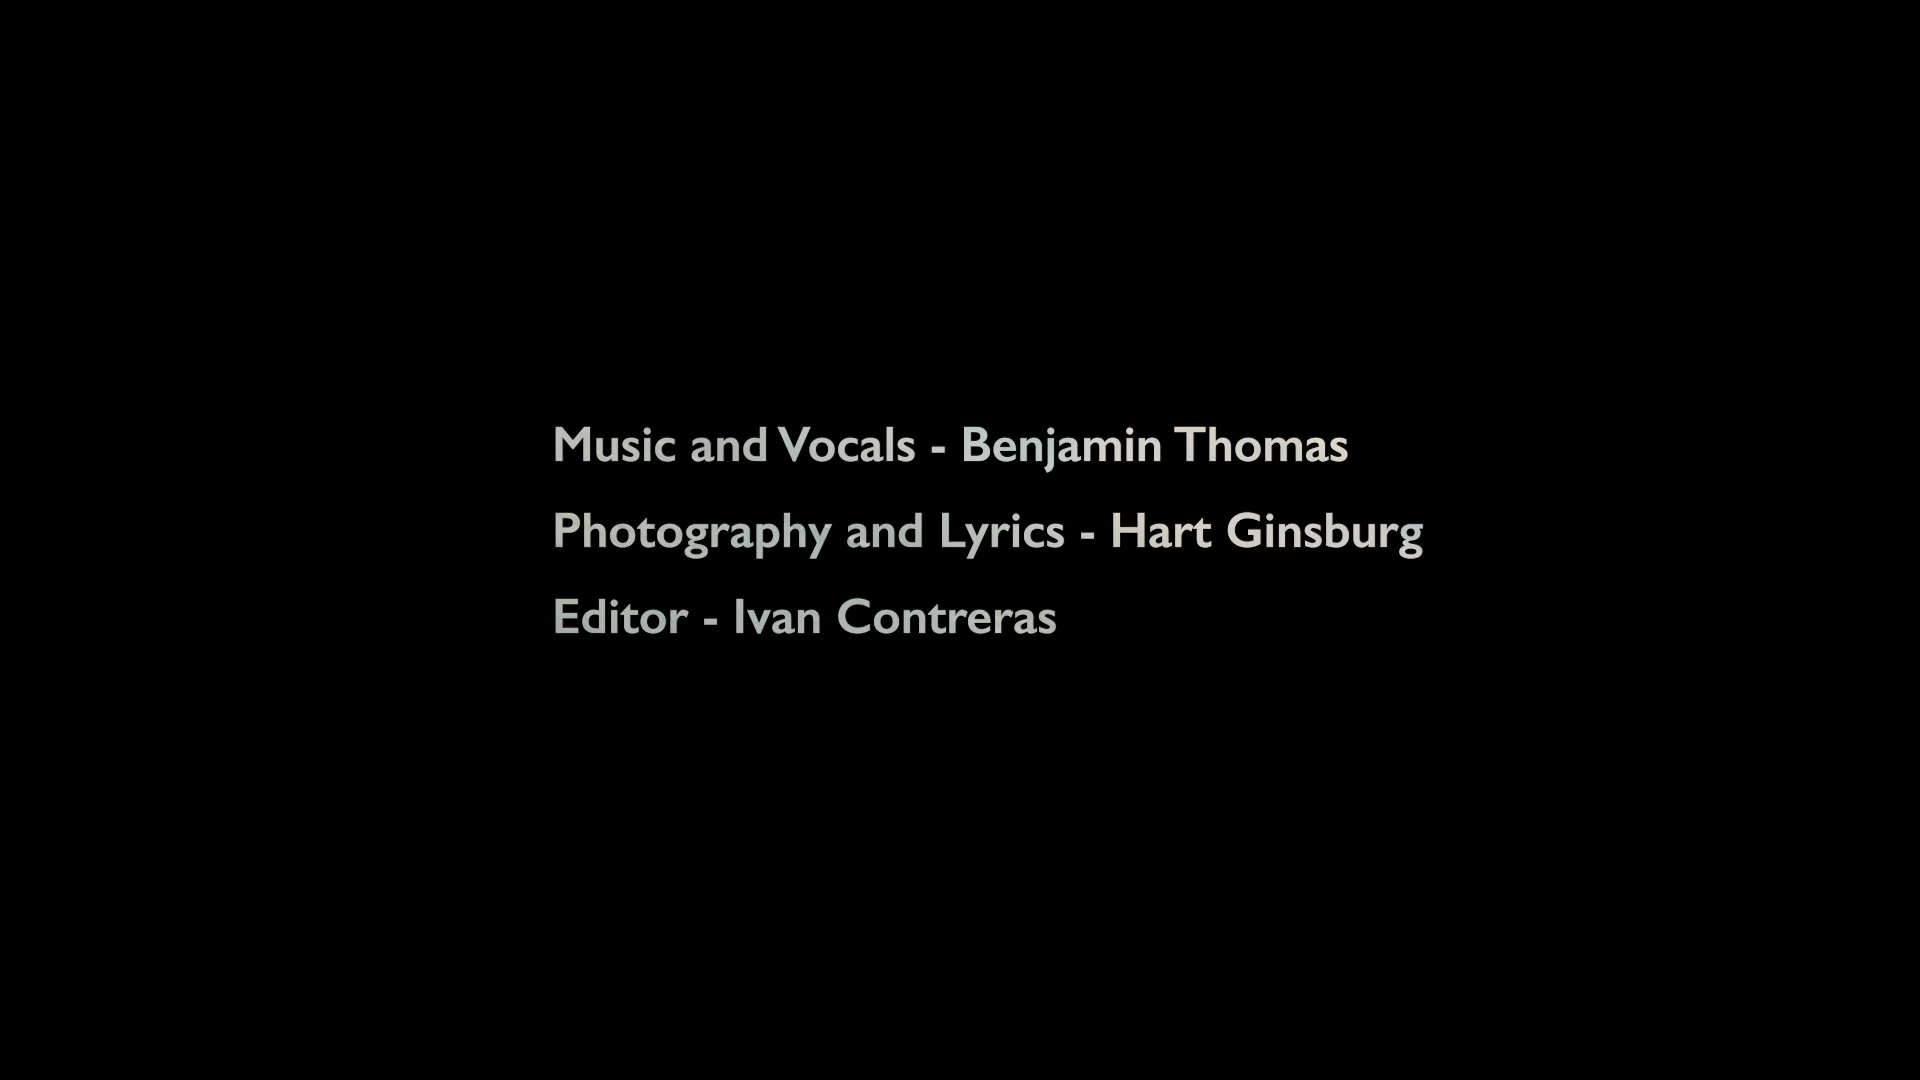 Music and Vocals - Benjamin Thomas
Photography and Lyrics - Hart Ginsburg
Editor - Ivan Contreras